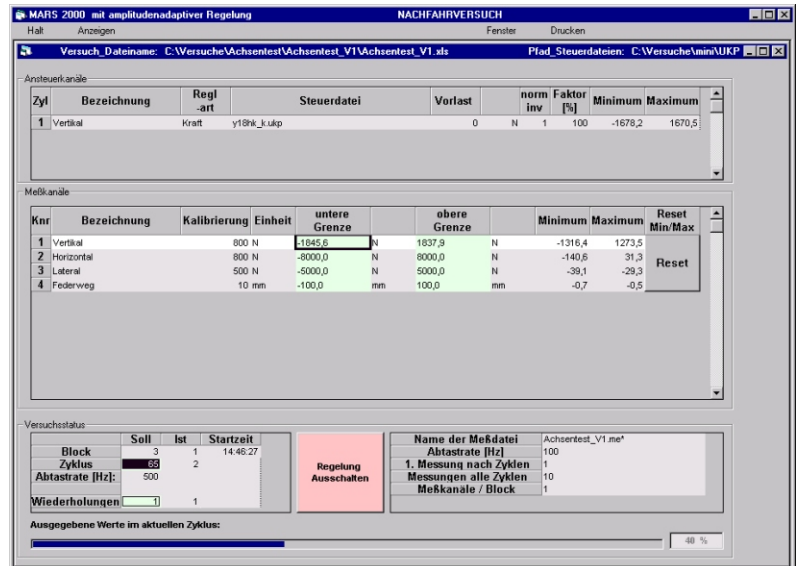 MARS 2000 mit amplitudenadaptiver Regelung NACHFAHRVERSUCH
Halt Anzeigen Fenster Drucken
Versuch_Dateiname: C:\Versuche\Achsentest\Achsentest_V1\Achsentest_V1.xls Pfad_Steuerdateien: C:\Versuche\mini\UKP
Ansteuerkanäle
Zyl Bezeichnung Regl -art Steuerdatei Vorlast norm inv Faktor [%] Minimum Maximum
1 Vertikal Kraft y18hk_k.ukp 0 N 1 100 -1678,2 1670,5
Meßkanäle
Knr Bezeichnung Kalibrierung Einheit untere Grenze obere Grenze Minimum Maximum Reset Min/Max
1 Vertikal 800 N -1845,6 N 1837,9 N -1316,4 1273,5
2 Horizontal 800 N -8000,0 N 8000,0 N -140,6 31,3
Reset
3 Lateral 500 N -5000,0 N 5000,0 N -39,1 -29,3
4 Federweg 10 mm -100,0 mm 100,0 mm -0,7 -0,5
Versuchsstatus
Soll Ist Startzeit
Block 3 1 14:46:27
Zyklus 65 2
Abtastrate [Hz]: 500
Wiederholungen 1 1
Regelung
Ausschalten
Name der Meßdatei Achsentest_V1.me*
Abtastrate [Hz] 100
1. Messung nach Zyklen 1
Messungen alle Zyklen 10
Meßkanäle / Block 1
Ausgegebene Werte im aktuellen Zyklus:
40 %